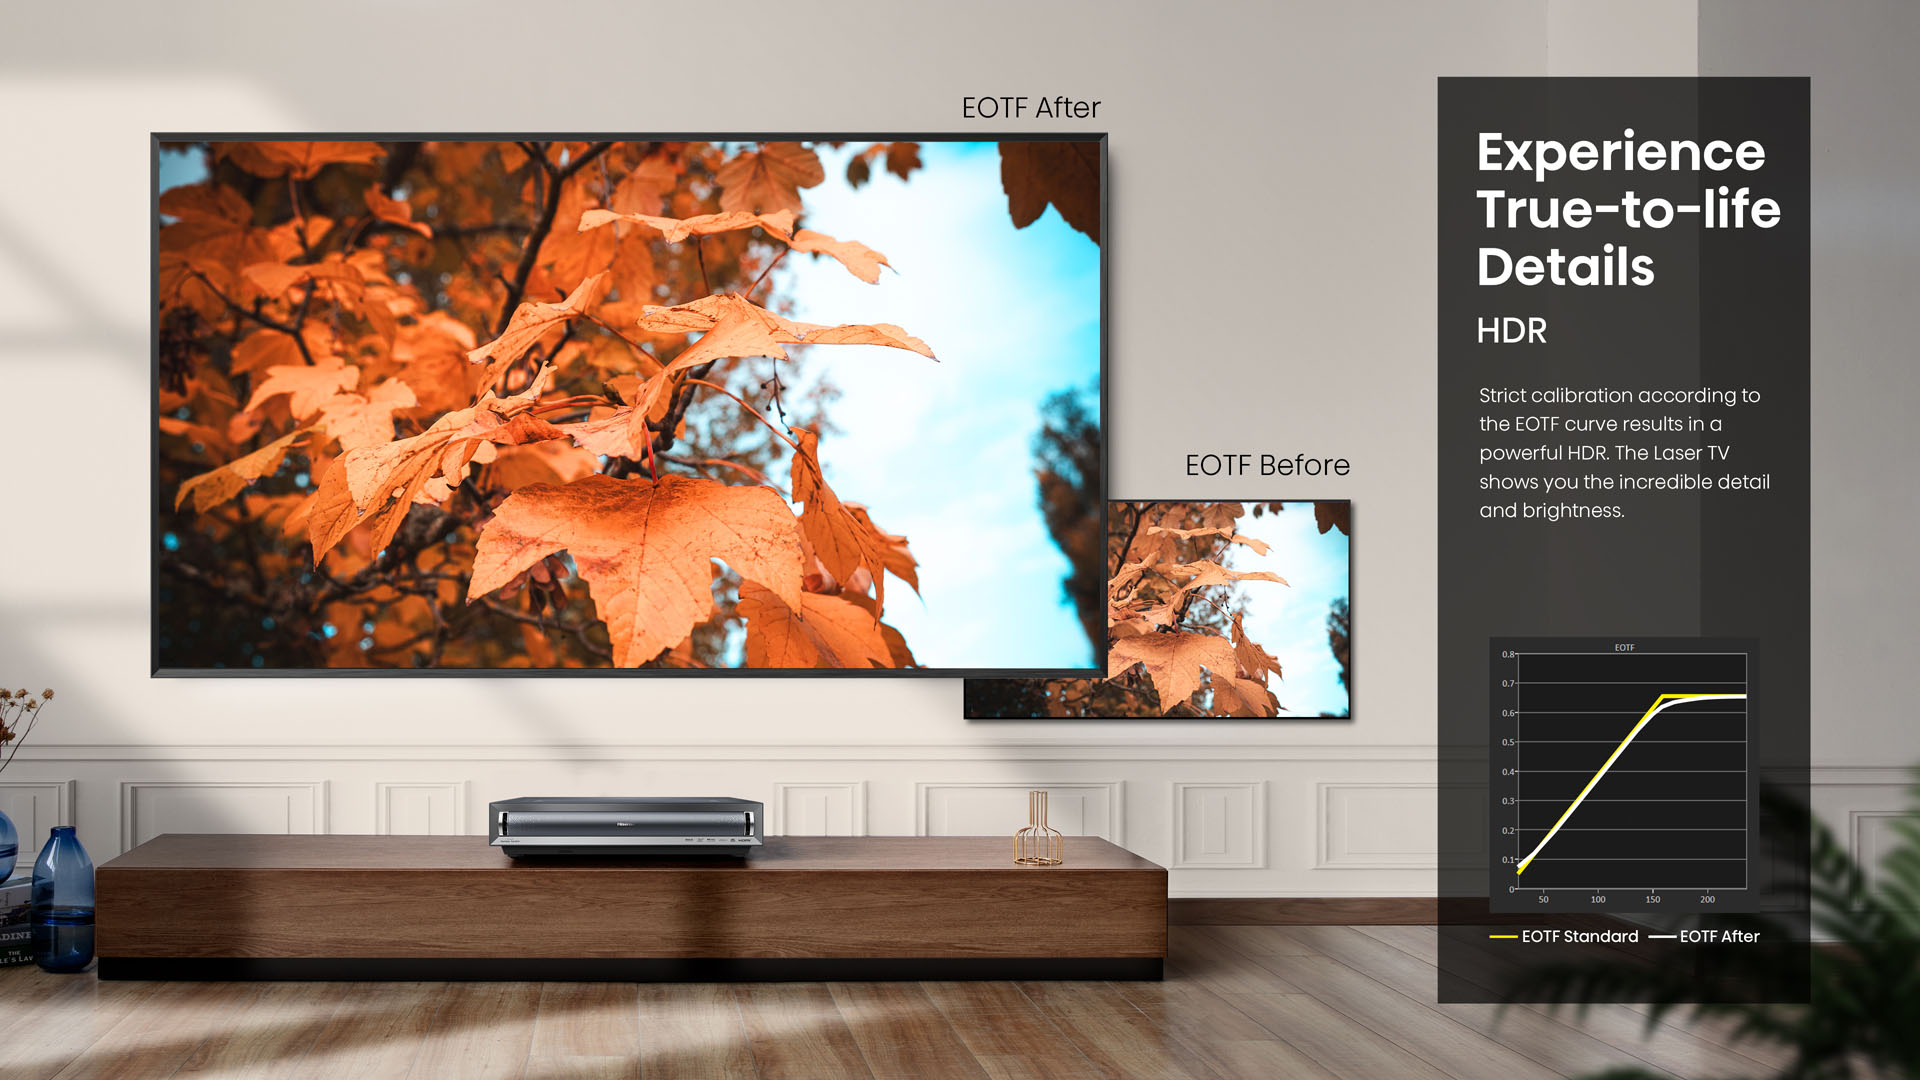 EOTF After
EOTF Before
Experience
True-to-life
Details
HDR
Strict calibration according to
the EOTF curve results in a
powerful HDR. The Laser TV
shows you the incredible detail
and brightness.
EOTF
0.8
0.7
0.6
0.5
0.4
0.3
0.2
0.1
0
50 100 150 200
EOTF Standard EOTF After
Hisense
HDMI
THE